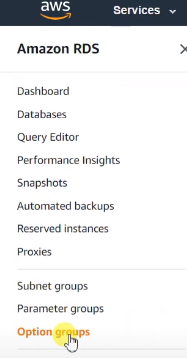 aws
Services
Amazon RDS
Dashboard
Databases
Query Editor
Performance Insights
Snapshots
Automated backups
Reserved instances
Proxies
Subnet groups
Parameter groups
Option groups